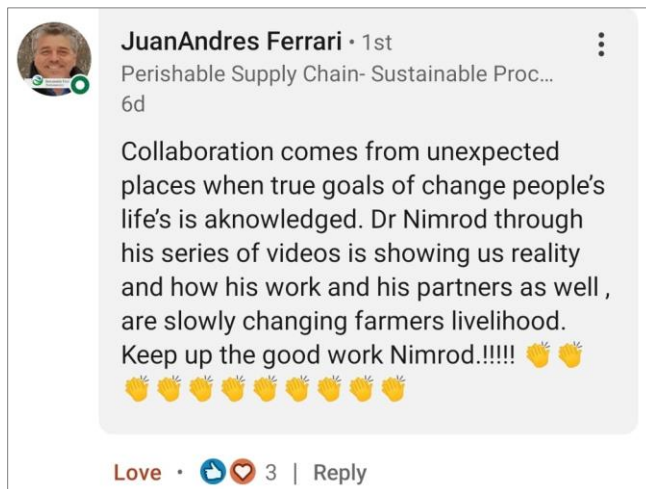 JuanAndres Ferrari • 1st
Perishable Supply Chain- Sustainable Proc...
6d
Collaboration comes from unexpected
places when true goals of change people's
life's is aknowledged. Dr Nimrod through
his series of videos is showing us reality
and how his work and his partners as well ,
are slowly changing farmers livelihood.
Keep up the good work Nimrod.!!!!! 👏👏
👏👏👏👏👏👏👏👏👏
Love • 3 | Reply